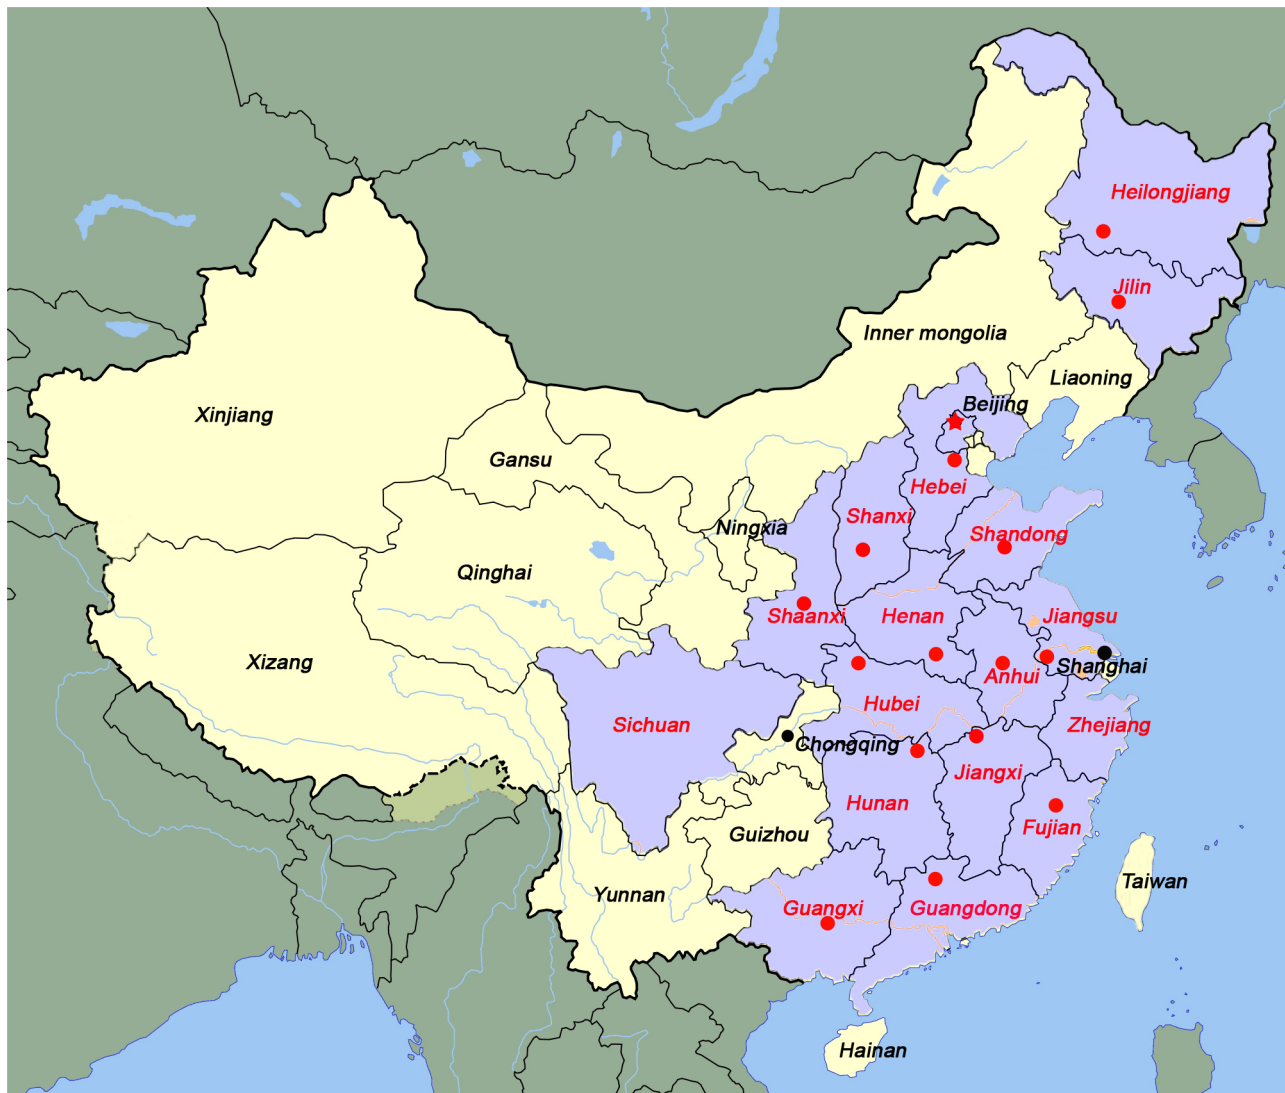 Heilongjiang
Jilin
Inner mongolia
Liaoning
Beijing
Xinjiang
Gansu
Hebei
Shanxi
Ningxia
Shandong
Qinghai
Shaanxi
Henan
Jiangsu
Xizang
Shanghai
Anhui
Hubei
Sichuan
Zhejiang
Chongqing
Jiangxi
Hunan
Fujian
Guizhou
Taiwan
Yunnan
Guangxi
Guangdong
Hainan